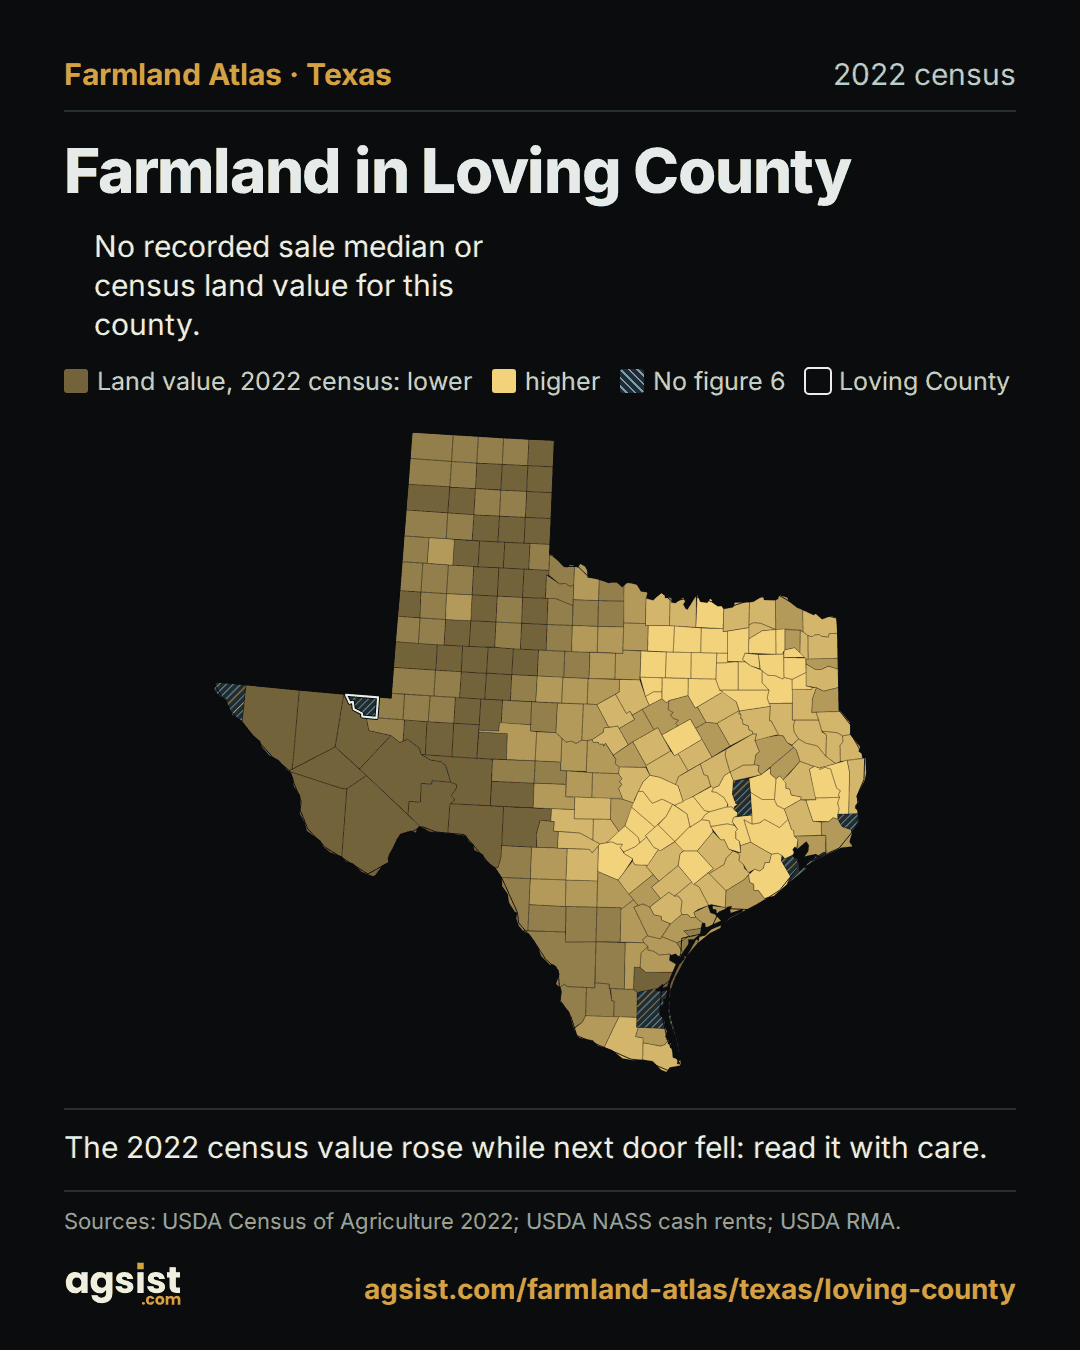 Farmland Atlas · Texas
2022 census
Farmland in Loving County
No recorded sale median or
census land value for this
county.
Land value, 2022 census: lower
higher
No figure 6
Loving County
The 2022 census value rose while next door fell: read it with care.
Sources: USDA Census of Agriculture 2022; USDA NASS cash rents; USDA RMA.
agsist
.com
agsist.com/farmland-atlas/texas/loving-county